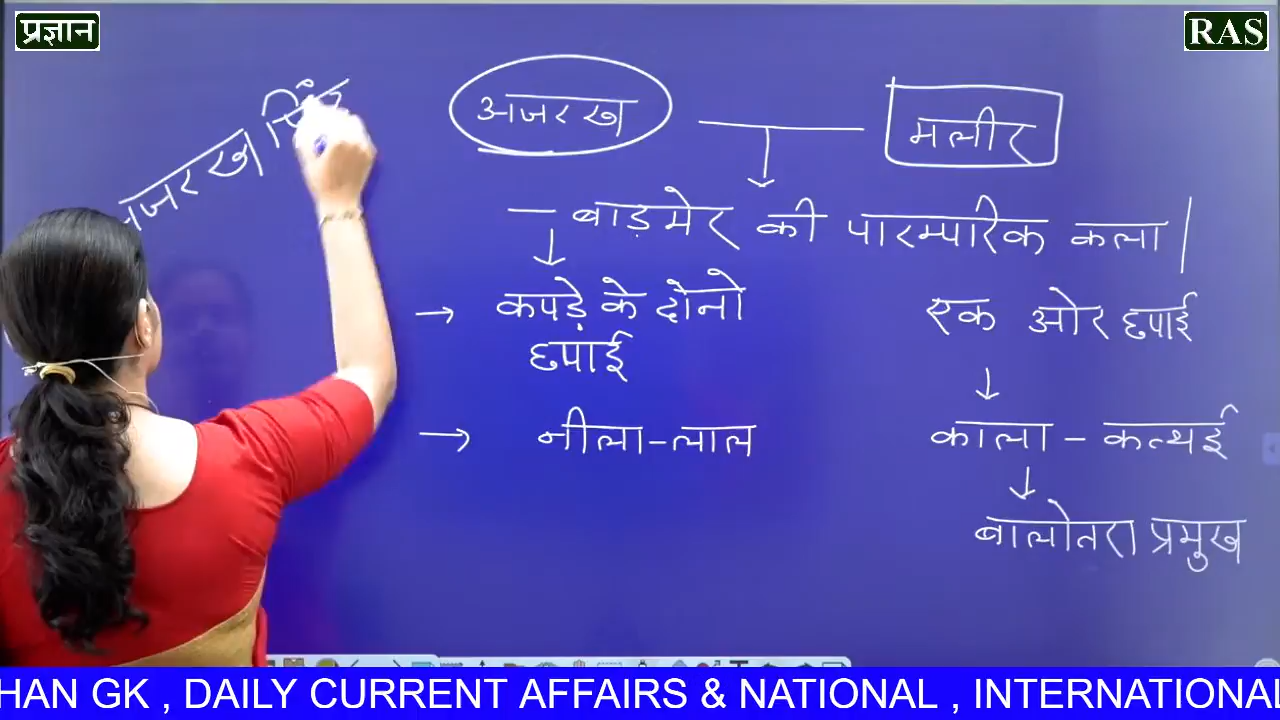 प्रज्ञान
RAS
अजरख
मलीर
जरख
– बाड़मेर की पारम्पारिक कला|
→ कपड़े के दोनो
छपाई
एक ओर छपाई
→ नीला-लाल
काला - कत्थई
बालोतरा प्रमुख
HAN GK , DAILY CURRENT AFFAIRS & NATIONAL , INTERNATIONAL